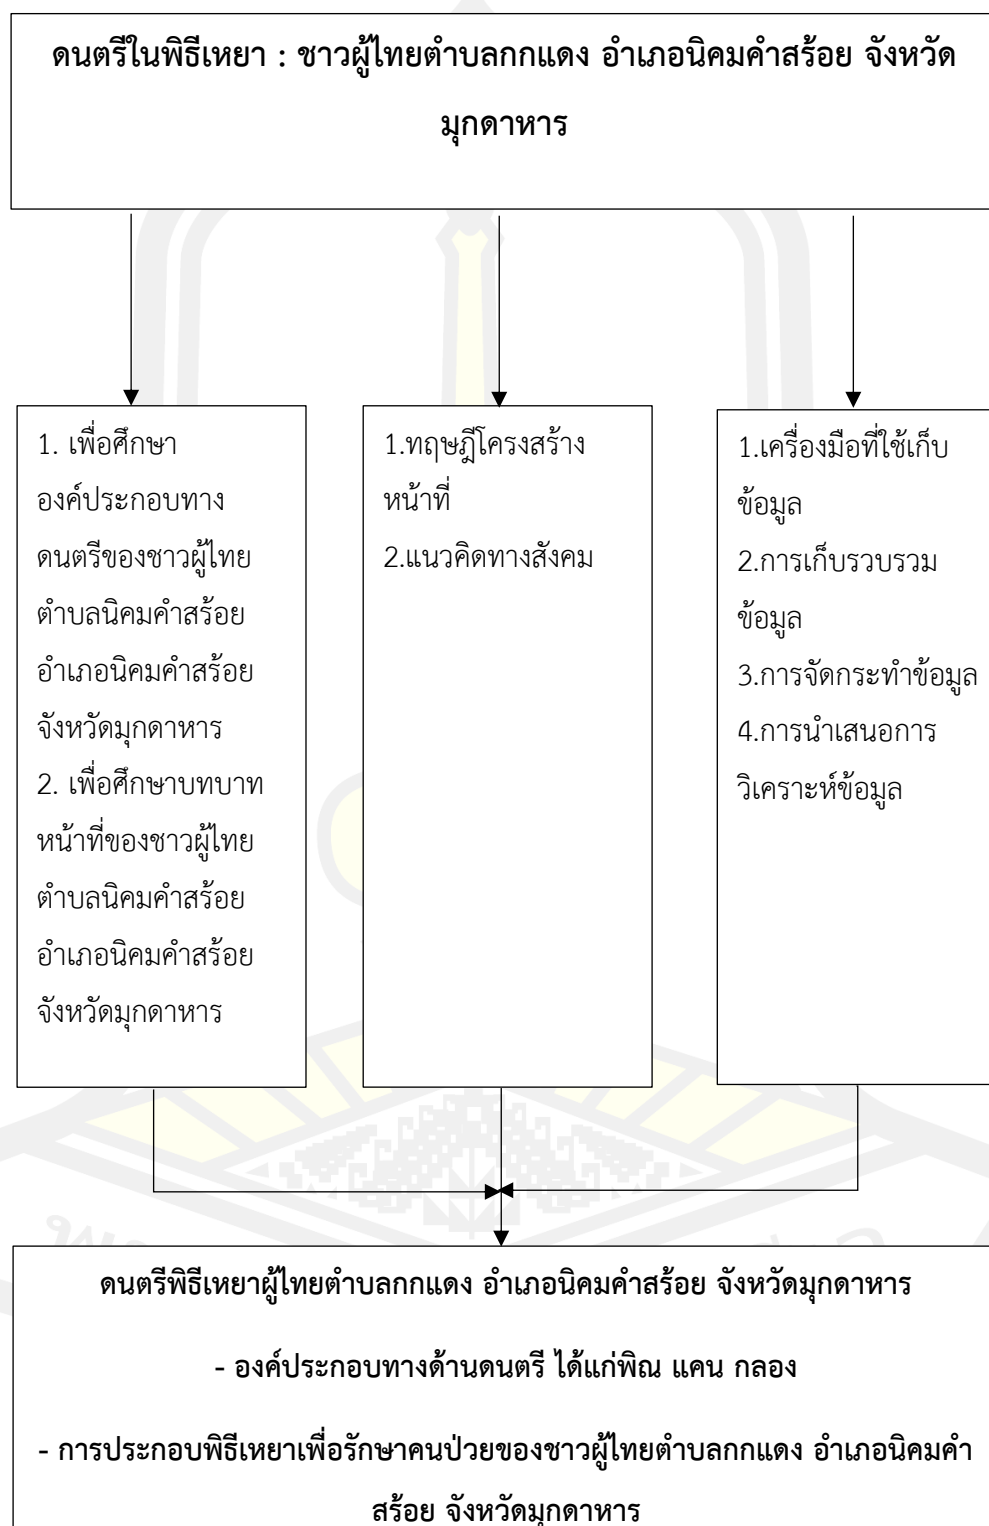 ดนตรีในพิธีเหยา : ชาวผู้ไทยตำบลกกแดง อำเภอนิคมคำสร้อย จังหวัด
มุกดาหาร
1. เพื่อศึกษา
องค์ประกอบทาง
ดนตรีของชาวผู้ไทย
ตำบลนิคมคำสร้อย
อำเภอนิคมคำสร้อย
จังหวัดมุกดาหาร
2. เพื่อศึกษาบทบาท
หน้าที่ของชาวผู้ไทย
ตำบลนิคมคำสร้อย
อำเภอนิคมคำสร้อย
จังหวัดมุกดาหาร
1.ทฤษฎีโครงสร้าง
หน้าที่
2.แนวคิดทางสังคม
1.เครื่องมือที่ใช้เก็บ
ข้อมูล
2.การเก็บรวบรวม
ข้อมูล
3.การจัดกระทำข้อมูล
4.การนำเสนอการ
วิเคราะห์ข้อมูล
ดนตรีพิธีเหยาผู้ไทยตำบลกกแดง อำเภอนิคมคำสร้อย จังหวัดมุกดาหาร
- องค์ประกอบทางด้านดนตรี ได้แก่พิณ แคน กลอง
- การประกอบพิธีเหยาเพื่อรักษาคนป่วยของชาวผู้ไทยตำบลกกแดง อำเภอนิคมคำ
สร้อย จังหวัดมุกดาหาร